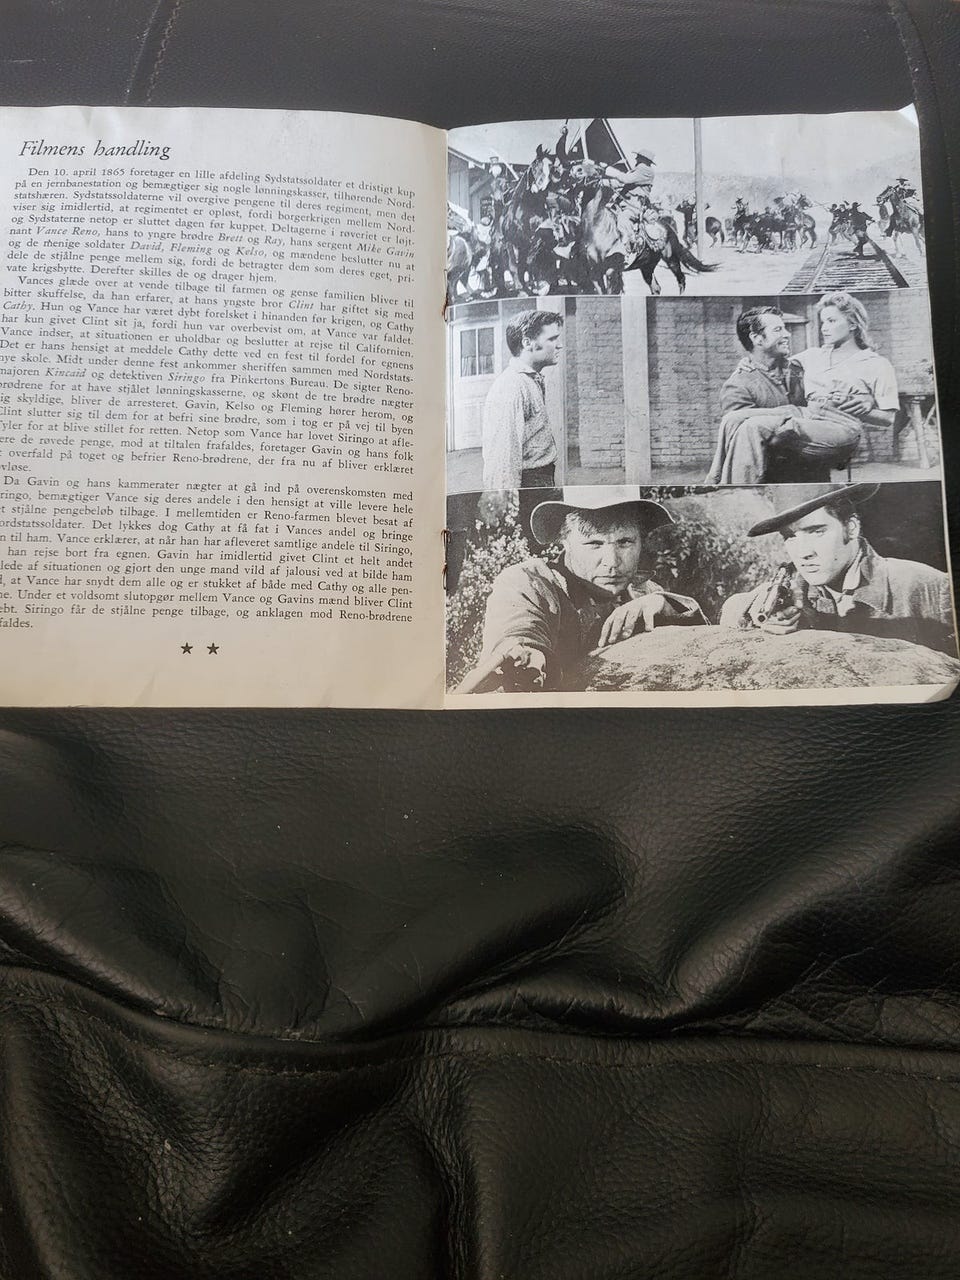 Filmens handling
Den 10. april 1865 foretager en lille afdeling Sydstatssoldater et dristigt kup
på en jernbanestation og bemægtiger sig nogle lønningskasser, tilhørende Nord-
statshæren. Sydstatssoldaterne vil overgive pengene til deres regiment, men det
viser sig imidlertid, at regimentet er opløst, fordi borgerkrigen mellem Nord-
og Sydstaterne netop er sluttet dagen før kuppet. Deltagerne i røveriet er løjt-
nant Vance Reno, hans to yngre brødre Brett og Ray, hans sergent Mike Gavin
og de menige soldater David, Fleming og Kelso, og mændene beslutter nu at
dele de stjålne penge mellem sig, fordi de betragter dem som deres eget, pri-
vate krigsbytte. Derefter skilles de og drager hjem.
Vances glæde over at vende tilbage til farmen og gense familien bliver til
bitter skuffelse, da han erfarer, at hans yngste bror Clint har giftet sig med
Cathy. Hun og Vance har været dybt forelsket i hinanden før krigen, og Cathy
har kun givet Clint sit ja, fordi hun var overbevist om, at Vance var faldet.
Vance indser, at situationen er uholdbar og beslutter at rejse til Californien.
Det er hans hensigt at meddele Cathy dette ved en fest til fordel for egnens
nye skole. Midt under denne fest ankommer sheriffen sammen med Nordstats-
majoren Kincaid og detektiven Siringo fra Pinkertons Bureau. De sigter Reno-
brødrene for at have stjålet lønningskasserne, og skønt de tre brødre nægter
sig skyldige, bliver de arresteret. Gavin, Kelso og Fleming hører herom, og
Clint slutter sig til dem for at befri sine brødre, som i tog er på vej til byen
Tyler for at blive stillet for retten. Netop som Vance har lovet Siringo at afle-
ere de røvede penge, mod at tiltalen frafaldes, foretager Gavin og hans folk
overfald på toget og befrier Reno-brødrene, der fra nu af bliver erklæret
vløse.
Da Gavin og hans kammerater nægter at gå ind på overenskomsten med
ringo, bemægtiger Vance sig deres andele i den hensigt at ville levere hele
t stjålne pengebeløb tilbage. I mellemtiden er Reno-farmen blevet besat af
ordstatssoldater. Det lykkes dog Cathy at få fat i Vances andel og bringe
n til ham. Vance erklærer, at når han har afleveret samtlige andele til Siringo,
han rejse bort fra egnen. Gavin har imidlertid givet Clint et helt andet
llede af situationen og gjort den unge mand vild af jalousi ved at bilde ham
, at Vance har snydt dem alle og er stukket af både med Cathy og alle pen-
ne. Under et voldsomt slutopgør mellem Vance og Gavins mænd bliver Clint
ebt. Siringo får de stjålne penge tilbage, og anklagen mod Reno-brødrene
faldes.